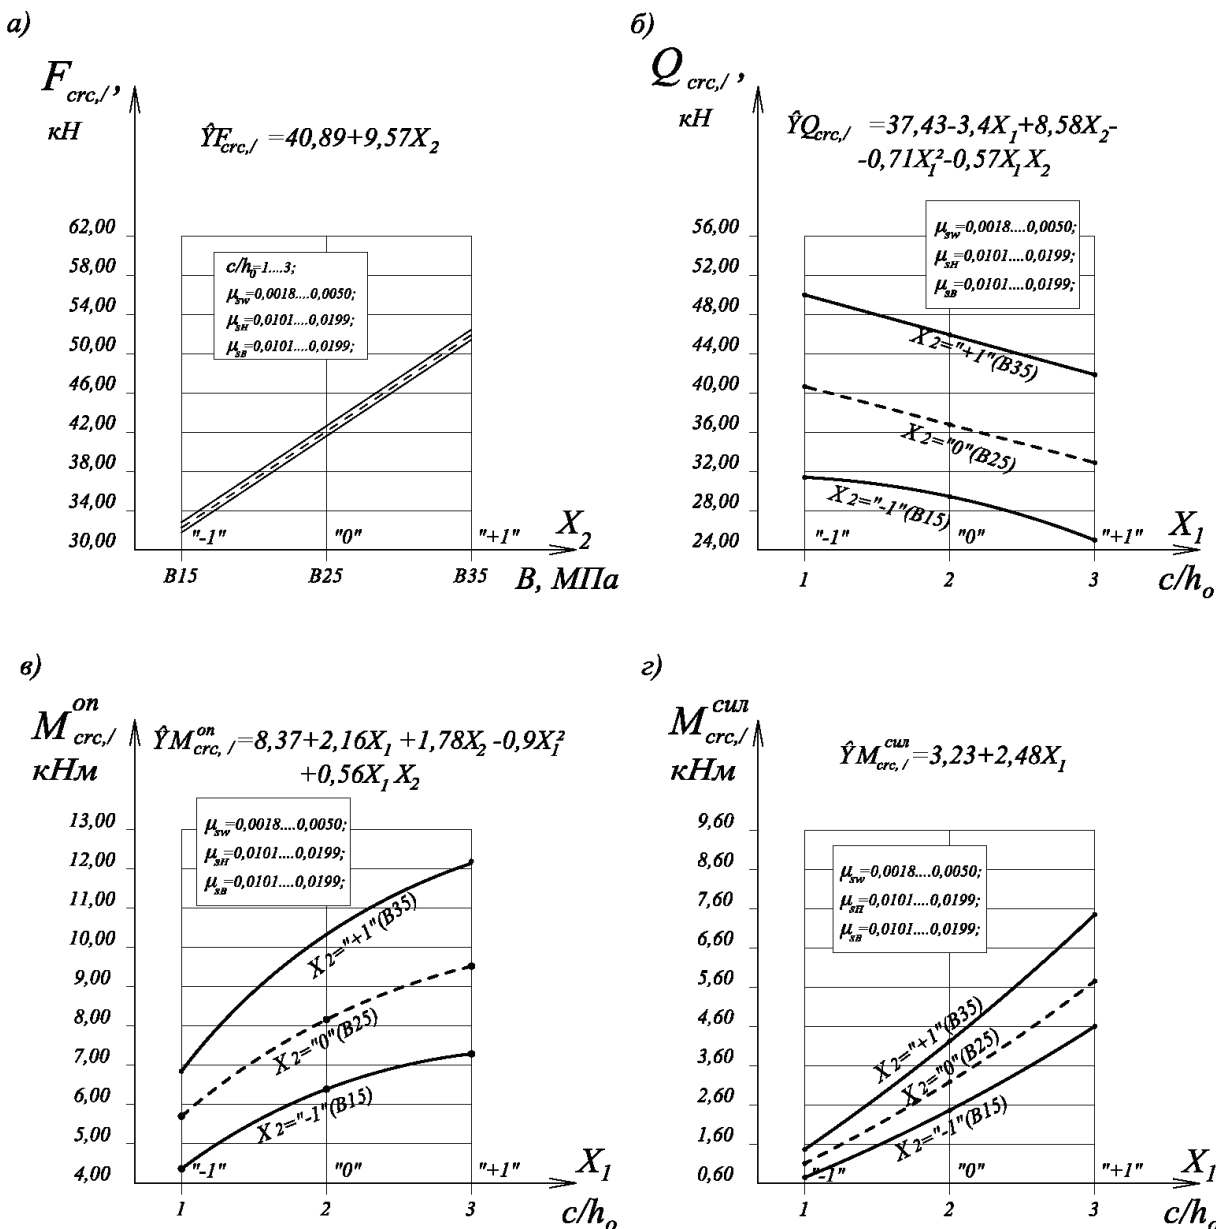 а)
F crc,/ ,
кН
ŶF crc,/ =40,89+9,57X2
62,00
58,00
54,00
50,00
46,00
42,00
38,00
34,00
30,00
c/h0=1....3;
μsw=0,0018....0,0050;
μsн=0,0101....0,0199;
μsв=0,0101....0,0199;
"-1"
"0"
"+1"
X2
B15
B25
B35
B, МПа
б)
Q crc,/ ,
кН
ŶQ crc,/ =37,43-3,4X1+8,58X2-
-0,71X1²-0,57X1X2
56,00
52,00
48,00
44,00
40,00
36,00
32,00
28,00
24,00
μsw=0,0018....0,0050;
μsн=0,0101....0,0199;
μsв=0,0101....0,0199;
X2="+1"(B35)
X2="0"(B25)
X2="-1"(B15)
"-1"
"0"
"+1"
X1
1
2
3
c/ho
в)
M оп crc,/
кНм
ŶM оп crc, / =8,37+2,16X1 +1,78X2 -0,9X1²
+0,56X1X2
13,00
12,00
11,00
10,00
9,00
8,00
7,00
6,00
5,00
4,00
μsw=0,0018....0,0050;
μsн=0,0101....0,0199;
μsв=0,0101....0,0199;
X2="+1"(B35)
X2="0"(B25)
X2="-1"(B15)
"-1"
"0"
"+1"
X1
1
2
3
c/ho
г)
M сил crc,/
кНм
ŶM сил crc, / =3,23+2,48X1
9,60
8,60
7,60
6,60
5,60
4,60
3,60
2,60
1,60
0,60
μsw=0,0018....0,0050;
μsн=0,0101....0,0199;
μsв=0,0101....0,0199;
X2="+1"(B35)
X2="0"(B25)
X2="-1"(B15)
"-1"
"0"
"+1"
X1
1
2
3
c/ho